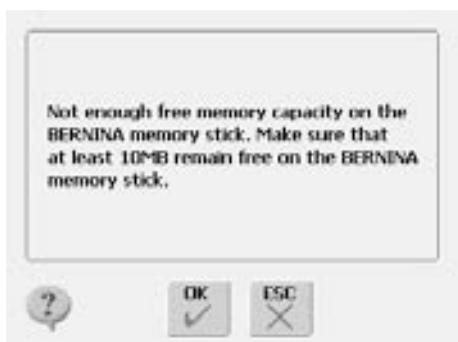 Not enough free memory capacity on the
BERNINA memory stick. Make sure that
at least 10MB remain free on the BERNINA
memory stick.
?
OK
ESC